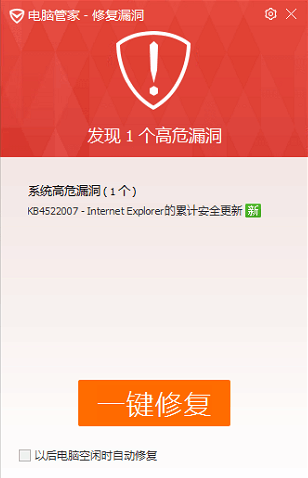 电脑管家 - 修复漏洞
发现 1 个高危漏洞
系统高危漏洞 ( 1 个 )
KB4522007 - Internet Explorer的累计安全更新 新
一键修复
以后电脑空闲时自动修复